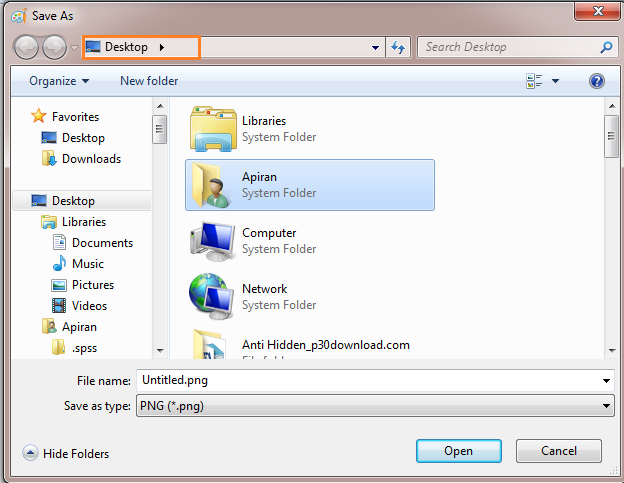 Save As
Desktop
Search Desktop
Organize
New folder
Favorites
Desktop
Downloads
Desktop
Libraries
Documents
Music
Pictures
Videos
Apiran
.spss
Libraries
System Folder
Apiran
System Folder
Computer
System Folder
Network
System Folder
Anti Hidden_p30download.com
File name: Untitled.png
Save as type: PNG (*.png)
Hide Folders
Open
Cancel